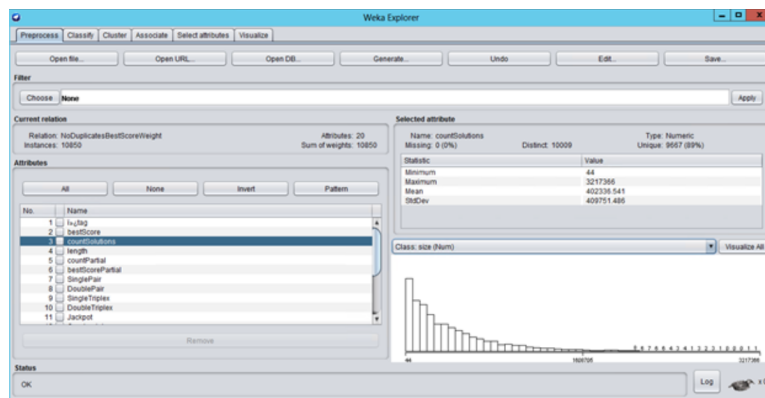 Weka Explorer
Preprocess Classify Cluster Associate Select attributes Visualize
Open file... Open URL... Open DB... Generate... Undo Edit... Save...
Filter
Choose None Apply
Current relation
Relation: NoDuplicatesBestScoreWeight Attributes: 20
Instances: 10850 Sum of weights: 10850
Selected attribute
Name: countSolutions Type: Numeric
Missing: 0 (0%) Distinct: 10009 Unique: 9667 (89%)
Statistic Value
Minimum 44
Maximum 3217366
Mean 402336.541
StdDev 409751.486
Attributes
All None Invert Pattern
No. Name
1 ï»¿tag
2 bestScore
3 countSolutions
4 length
5 countPartial
6 bestScorePartial
7 SinglePair
8 DoublePair
9 SingleTriplex
10 DoubleTriplex
11 Jackpot
Remove
Class: size (Num) Visualize All
44 3217366
Status
OK
Log